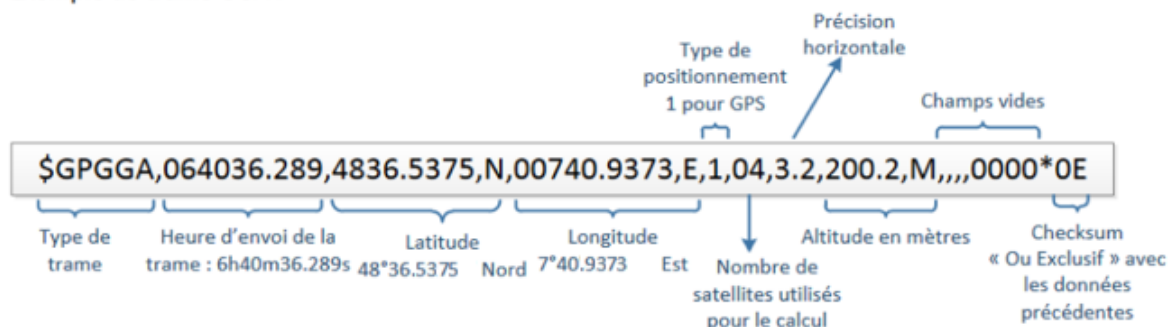 Précision
horizontale
Type de
positionnement
1 pour GPS
Champs vides
$GPGGA,064036.289,4836.5375,N,00740.9373,E,1,04,3.2,200.2,M,,,,0000*0E
Type de
trame
Heure d'envoi de la
trame : 6h40m36.289s
Latitude
48°36.5375 Nord
Longitude
7°40.9373 Est
Nombre de
satellites utilisés
pour le calcul
Altitude en mètres
Checksum
« Ou Exclusif » avec
les données
précédentes